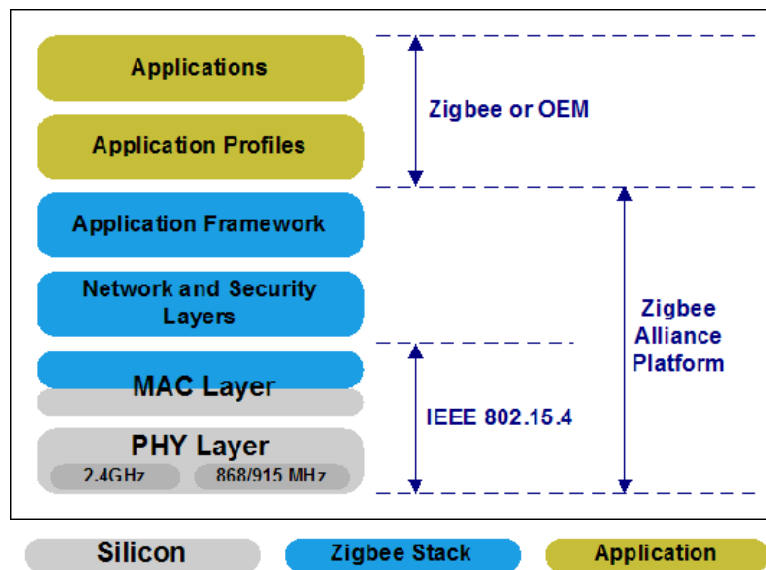 Applications
Zigbee or OEM
Application Profiles
Application Framework
Network and Security
Layers
Zigbee
Alliance
Platform
MAC Layer
IEEE 802.15.4
PHY Layer
2.4GHz
868/915 MHz
Silicon
Zigbee Stack
Application